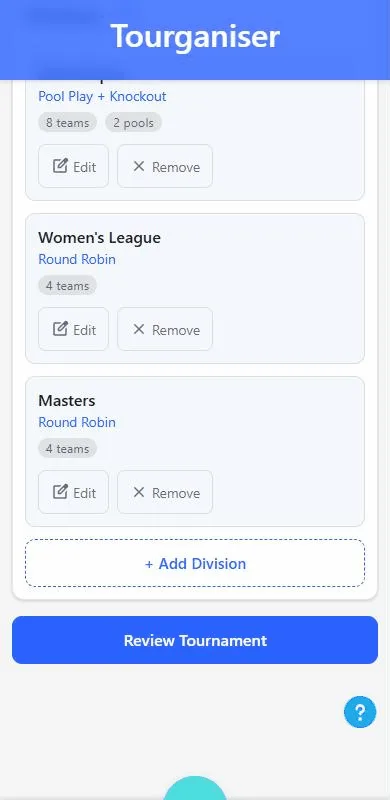 Tourganiser
Pool Play + Knockout
8 teams 2 pools
Edit Remove
Women's League
Round Robin
4 teams
Edit Remove
Masters
Round Robin
4 teams
Edit Remove
+ Add Division
Review Tournament
?